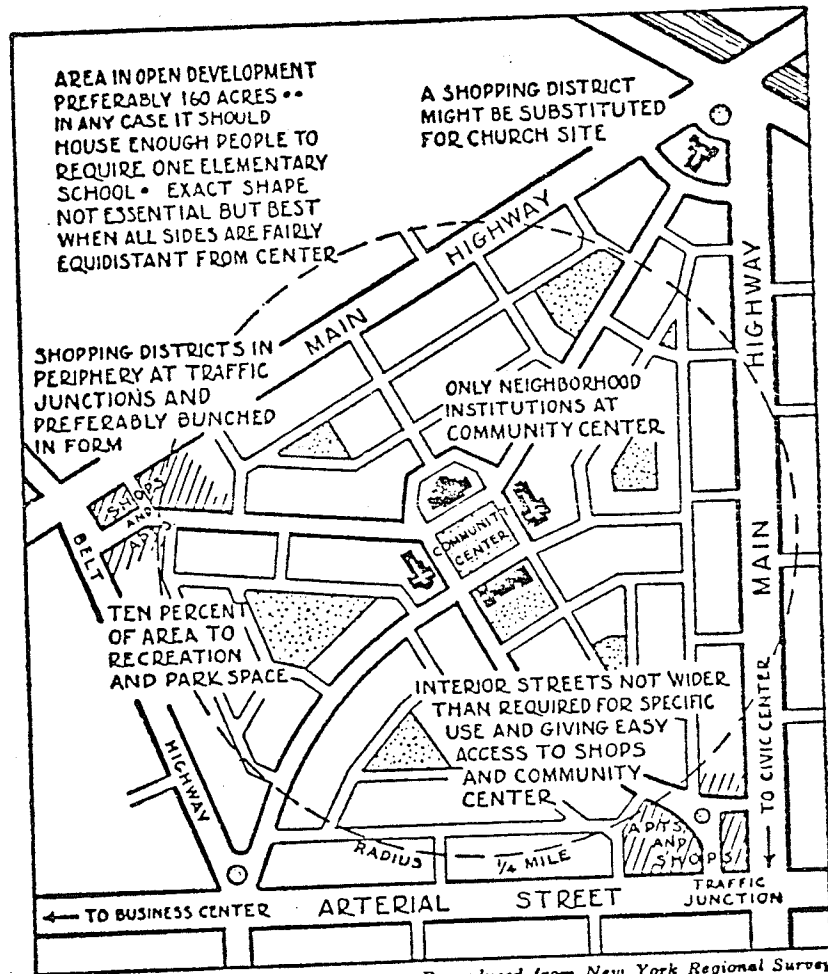 AREA IN OPEN DEVELOPMENT
PREFERABLY 160 ACRES ••
IN ANY CASE IT SHOULD
HOUSE ENOUGH PEOPLE TO
REQUIRE ONE ELEMENTARY
SCHOOL • EXACT SHAPE
NOT ESSENTIAL BUT BEST
WHEN ALL SIDES ARE FAIRLY
EQUIDISTANT FROM CENTER
A SHOPPING DISTRICT
MIGHT BE SUBSTITUTED
FOR CHURCH SITE
MAIN HIGHWAY
HIGHWAY
MAIN
SHOPPING DISTRICTS IN
PERIPHERY AT TRAFFIC
JUNCTIONS AND
PREFERABLY BUNCHED
IN FORM
ONLY NEIGHBORHOOD
INSTITUTIONS AT
COMMUNITY CENTER
SHOPS
AND
APTS
BELT
HIGHWAY
COMMUNITY
CENTER
TEN PERCENT
OF AREA TO
RECREATION
AND PARK SPACE
INTERIOR STREETS NOT WIDER
THAN REQUIRED FOR SPECIFIC
USE AND GIVING EASY
ACCESS TO SHOPS
AND COMMUNITY
CENTER
TO CIVIC CENTER
RADIUS 1/4 MILE
APTS.
AND
SHOPS
TRAFFIC
JUNCTION
← TO BUSINESS CENTER ARTERIAL STREET
from New York Regional Survey